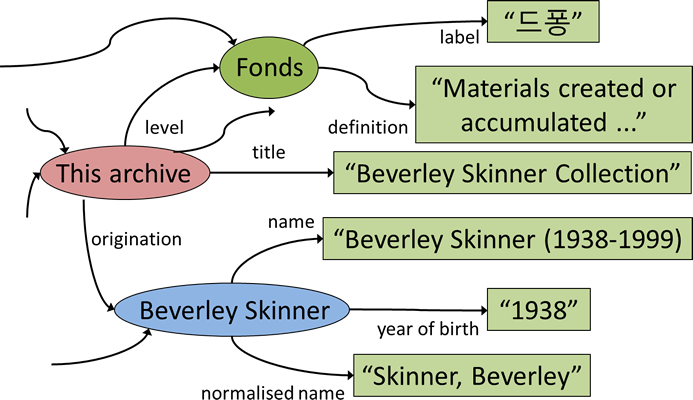 “드퐁”
label
Fonds
“Materials created or
accumulated ...”
definition
level
title
This archive
“Beverley Skinner Collection”
name
origination
“Beverley Skinner (1938-1999)
Beverley Skinner
“1938”
year of birth
“Skinner, Beverley”
normalised name